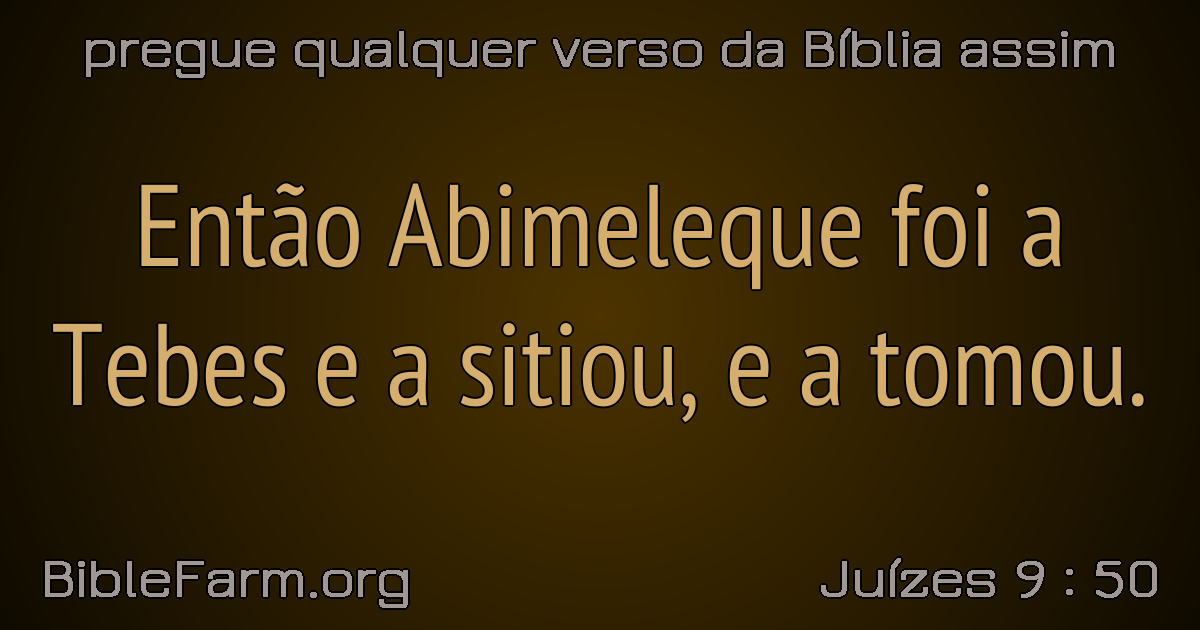 pregue qualquer verso da Bíblia assim
Então Abimeleque foi a
Tebes e a sitiou, e a tomou.
BibleFarm.org
Juízes 9 : 50